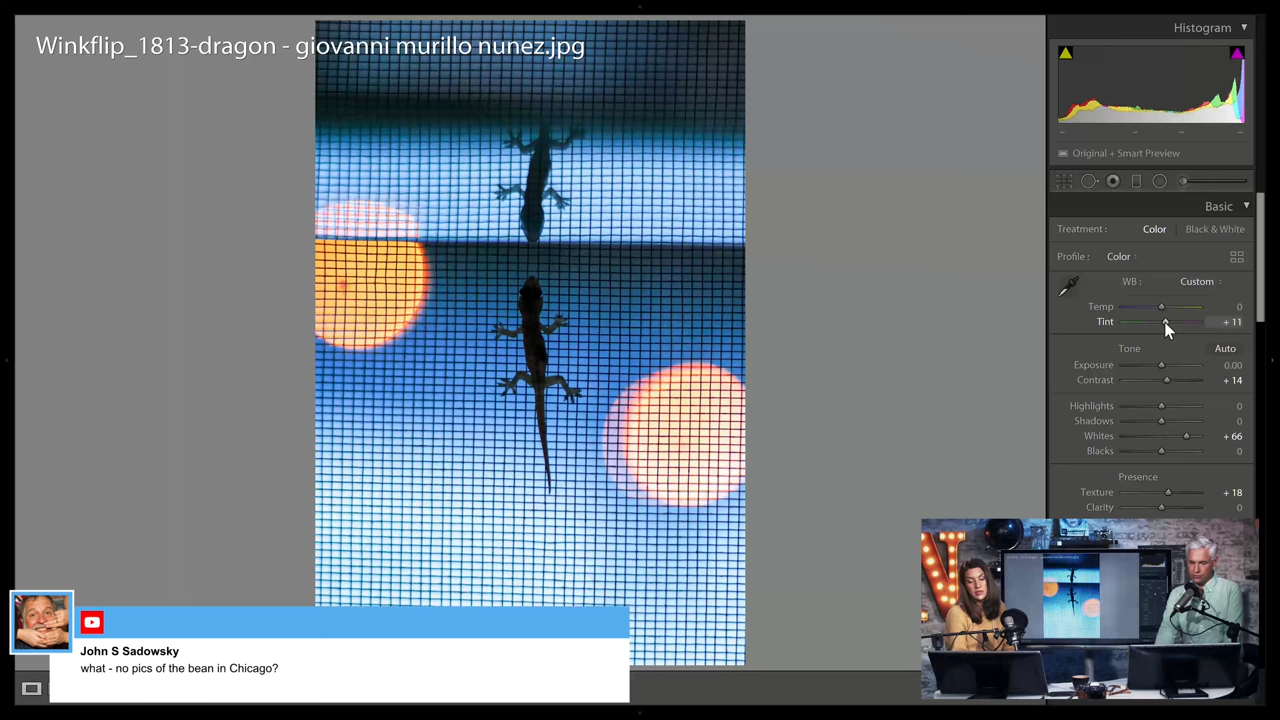 Winkflip_1813-dragon - giovanni murillo nunez.jpg
Histogram
Original + Smart Preview
Basic
Treatment : Color Black & White
Profile : Color
WB : Custom
Temp 0
Tint + 11
Tone Auto
Exposure 0.00
Contrast + 14
Highlights 0
Shadows 0
Whites + 66
Blacks 0
Presence
Texture + 18
Clarity 0
N
John S Sadowsky
what - no pics of the bean in Chicago?